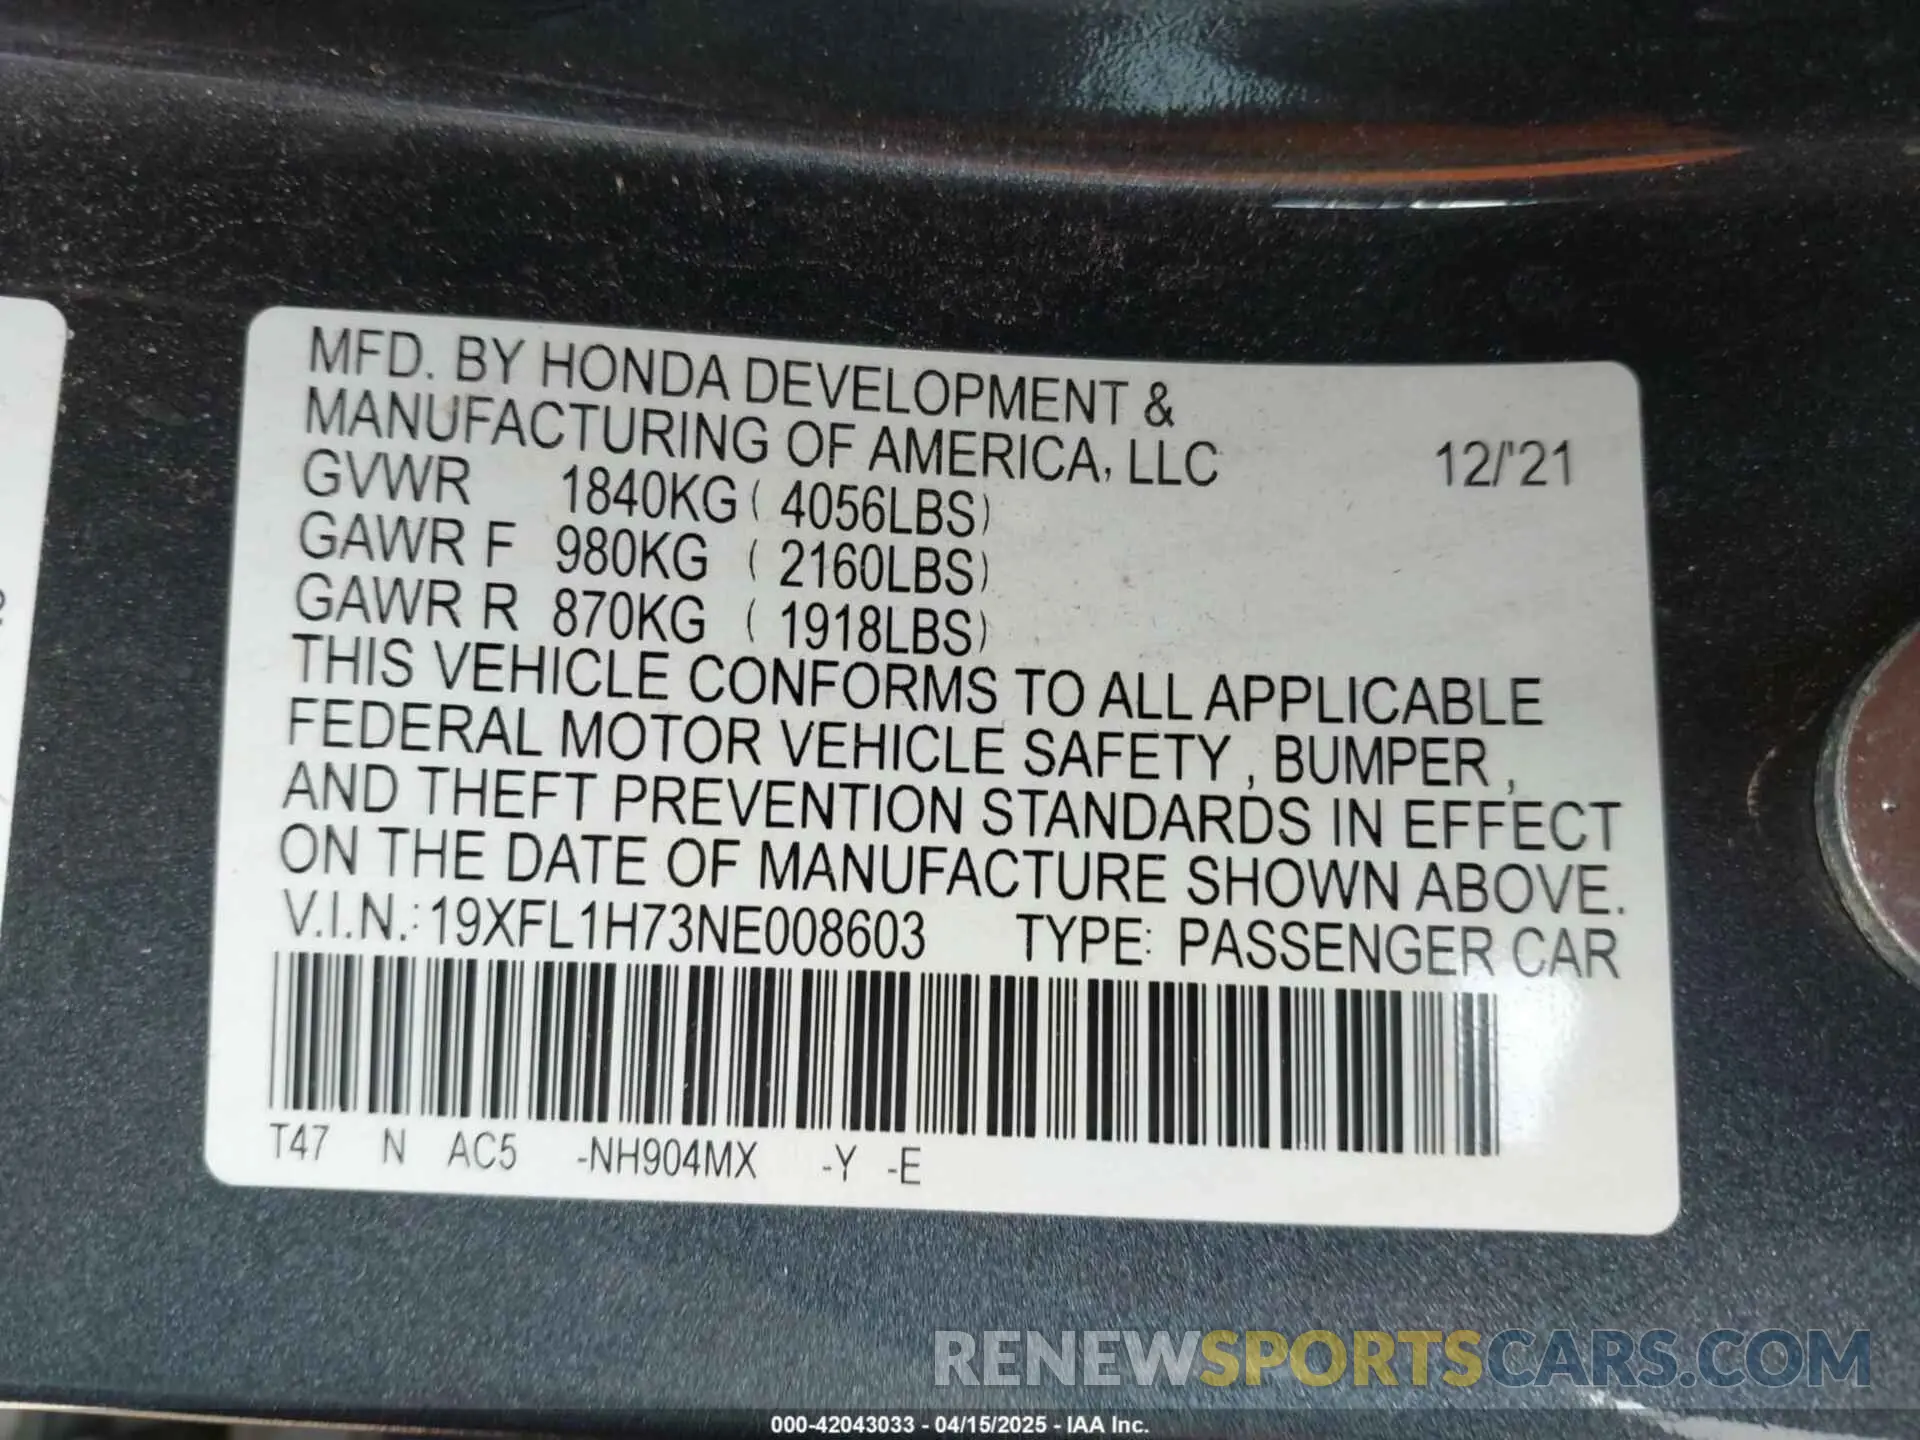 MFD. BY HONDA DEVELOPMENT &
MANUFACTURING OF AMERICA, LLC 12/'21
GVWR 1840KG ( 4056LBS)
GAWR F 980KG ( 2160LBS)
GAWR R 870KG ( 1918LBS)
THIS VEHICLE CONFORMS TO ALL APPLICABLE
FEDERAL MOTOR VEHICLE SAFETY , BUMPER ,
AND THEFT PREVENTION STANDARDS IN EFFECT
ON THE DATE OF MANUFACTURE SHOWN ABOVE.
V.I.N.: 19XFL1H73NE008603 TYPE: PASSENGER CAR
T47 N AC5 -NH904MX -Y -E
RENEWSPORTSCARS.COM
000-42043033 - 04/15/2025 - IAA Inc.